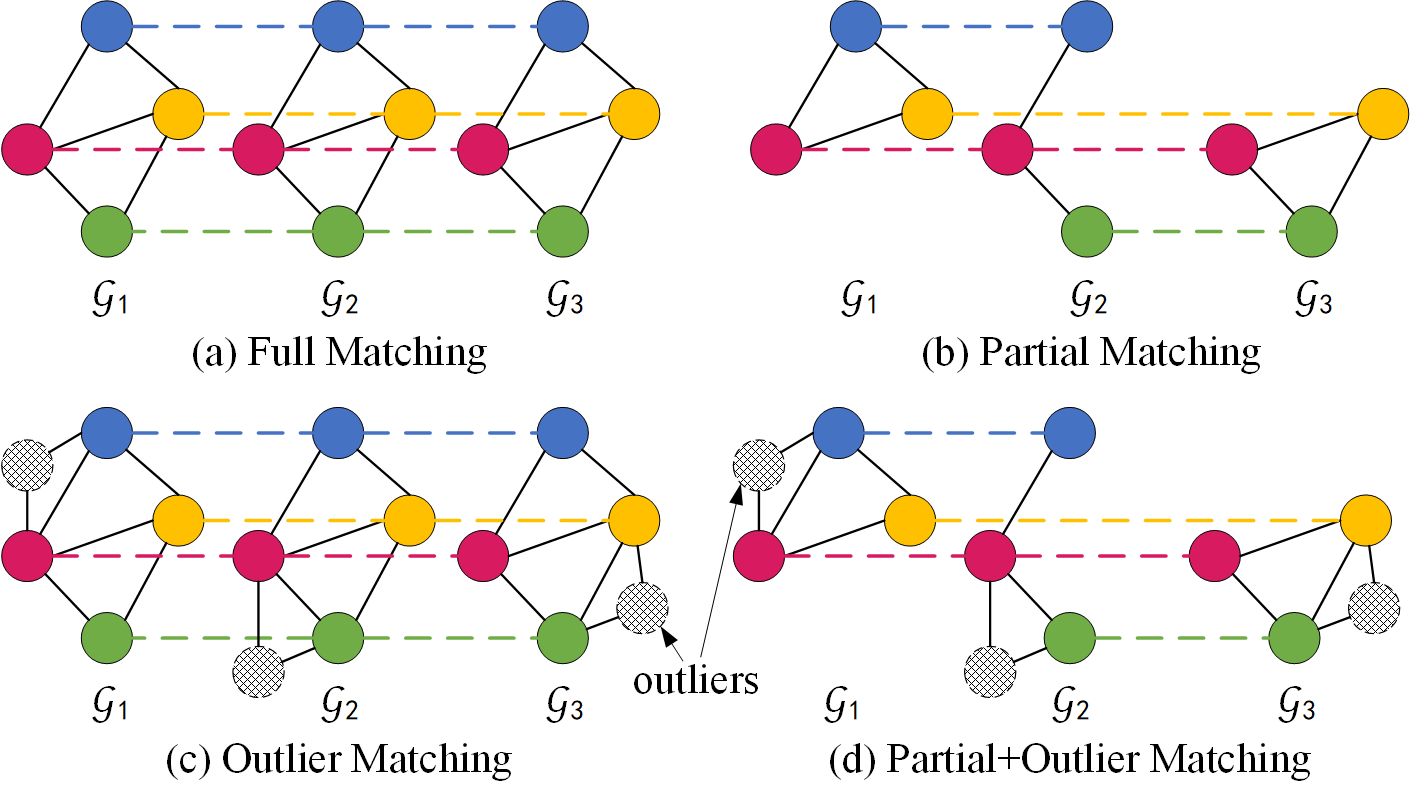 𝒢1 𝒢2 𝒢3
(a) Full Matching
𝒢1 𝒢2 𝒢3
(b) Partial Matching
outliers
𝒢1 𝒢2 𝒢3
(c) Outlier Matching
𝒢1 𝒢2 𝒢3
(d) Partial+Outlier Matching